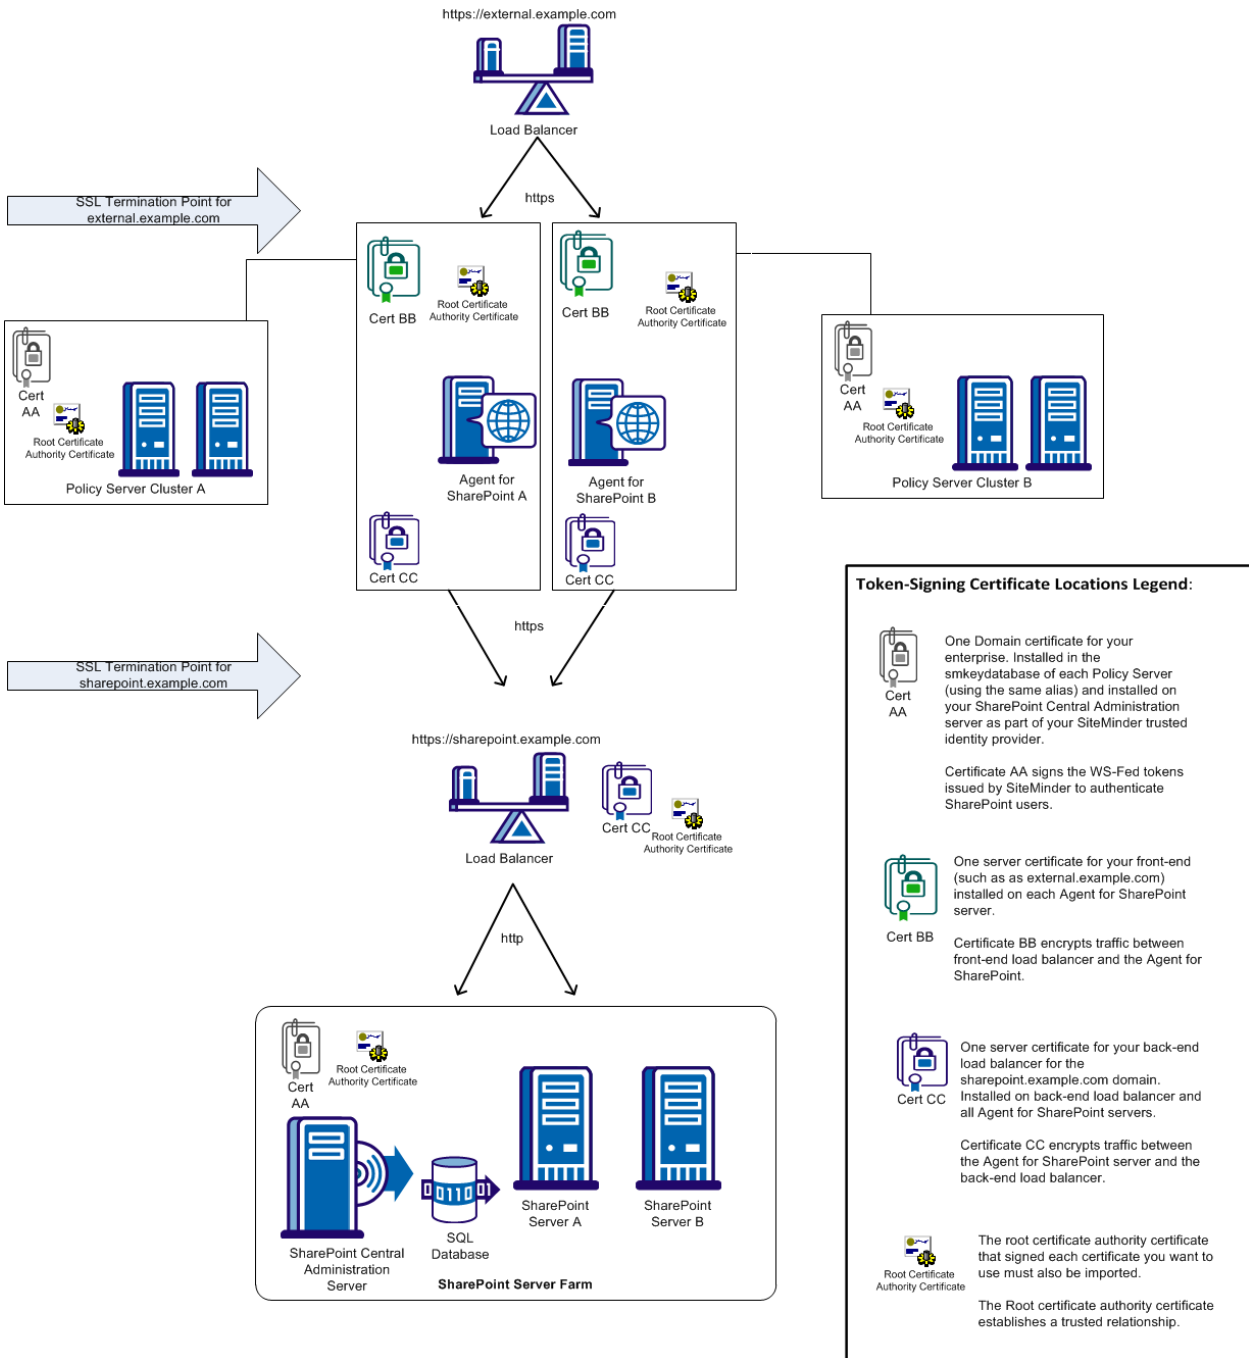 https://external.example.com
Load Balancer
SSL Termination Point for
external.example.com
https
Cert BB
Root Certificate
Authority Certificate
Cert BB
Root Certificate
Authority Certificate
Cert
AA
Root Certificate
Authority Certificate
Policy Server Cluster A
Agent for
SharePoint A
Agent for
SharePoint B
Cert
AA
Root Certificate
Authority Certificate
Policy Server Cluster B
Cert CC
Cert CC
https
SSL Termination Point for
sharepoint.example.com
https://sharepoint.example.com
Cert CC
Root Certificate
Authority Certificate
Load Balancer
http
Cert
AA
Root Certificate
Authority Certificate
0110 01
SharePoint Central
Administration
Server
SQL
Database
SharePoint
Server A
SharePoint
Server B
SharePoint Server Farm
Token-Signing Certificate Locations Legend:
Cert
AA
One Domain certificate for your
enterprise. Installed in the
smkeydatabase of each Policy Server
(using the same alias) and installed on
your SharePoint Central Administration
server as part of your SiteMinder trusted
identity provider.
Certificate AA signs the WS-Fed tokens
issued by SiteMinder to authenticate
SharePoint users.
Cert BB
One server certificate for your front-end
(such as as external.example.com)
installed on each Agent for SharePoint
server.
Certificate BB encrypts traffic between
front-end load balancer and the Agent for
SharePoint.
Cert CC
One server certificate for your back-end
load balancer for the
sharepoint.example.com domain.
Installed on back-end load balancer and
all Agent for SharePoint servers.
Certificate CC encrypts traffic between
the Agent for SharePoint server and the
back-end load balancer.
Root Certificate
Authority Certificate
The root certificate authority certificate
that signed each certificate you want to
use must also be imported.
The Root certificate authority certificate
establishes a trusted relationship.